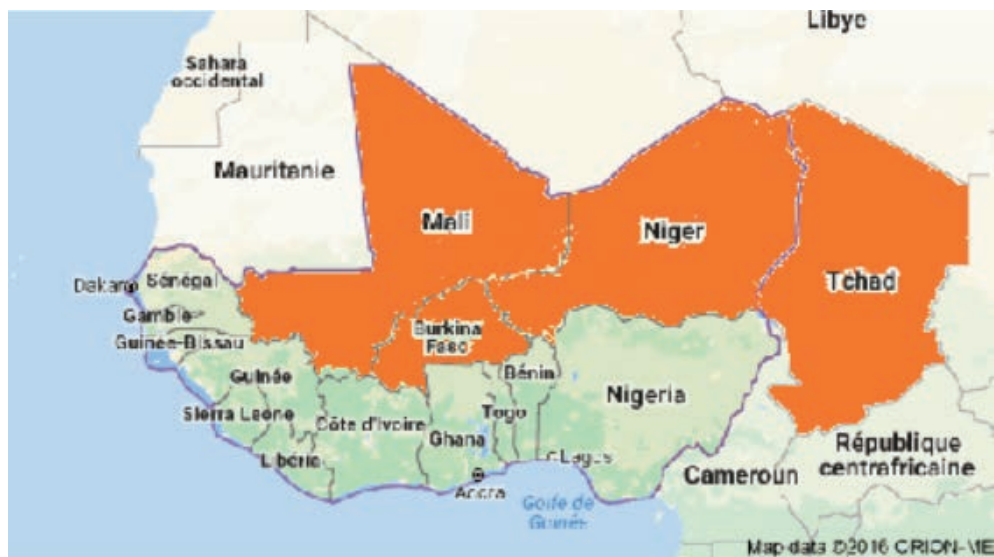 Libye
Sahara
occidental
Mauritanie
Mali
Niger
Tchad
Dakar
Sénégal
Gambie
Guinée-Bissau
Burkina
Faso
Guinée
Bénin
Nigeria
Sierra Leone
Côte d'Ivoire
Togo
Ghana
Libéria
Lagos
Cameroun
République
centrafricaine
Accra
Golfe de
Guinée
Map data ©2016